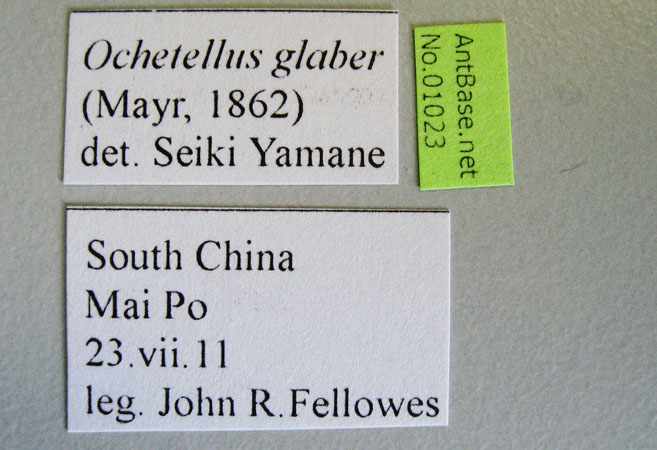 Ochetellus glaber
(Mayr, 1862)
det. Seiki Yamane
AntBase.net
No.01023
South China
Mai Po
23.vii.11
leg. John R.Fellowes